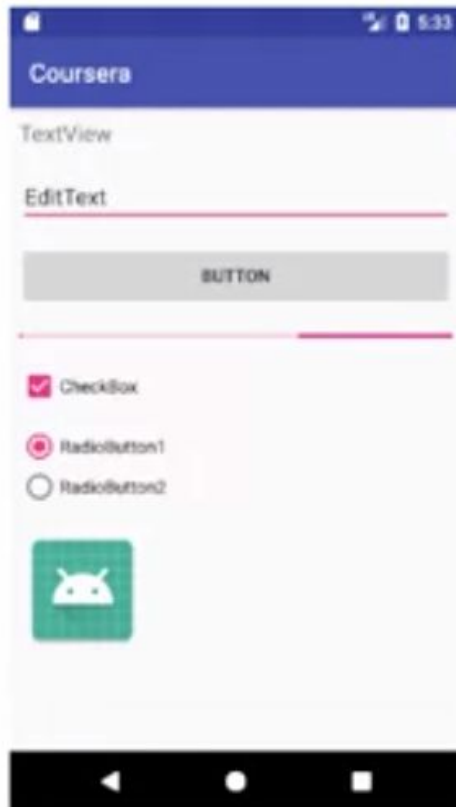 5:33
Coursera
TextView
EditText
BUTTON
CheckBox
RadioButton1
RadioButton2